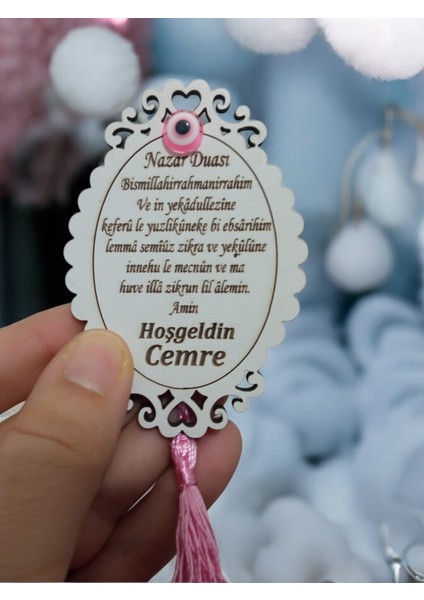 Nazar Duası
Bismillahirrahmanirrahim
Ve in yekâdullezîne
keferû le yuzlikûneke bi ebsârihim
lemmâ semiûz zikra ve yekûlûne
innehu le mecnûn ve ma
huve illâ zikrun lil âlemin.
Amin
Hoşgeldin
Cemre